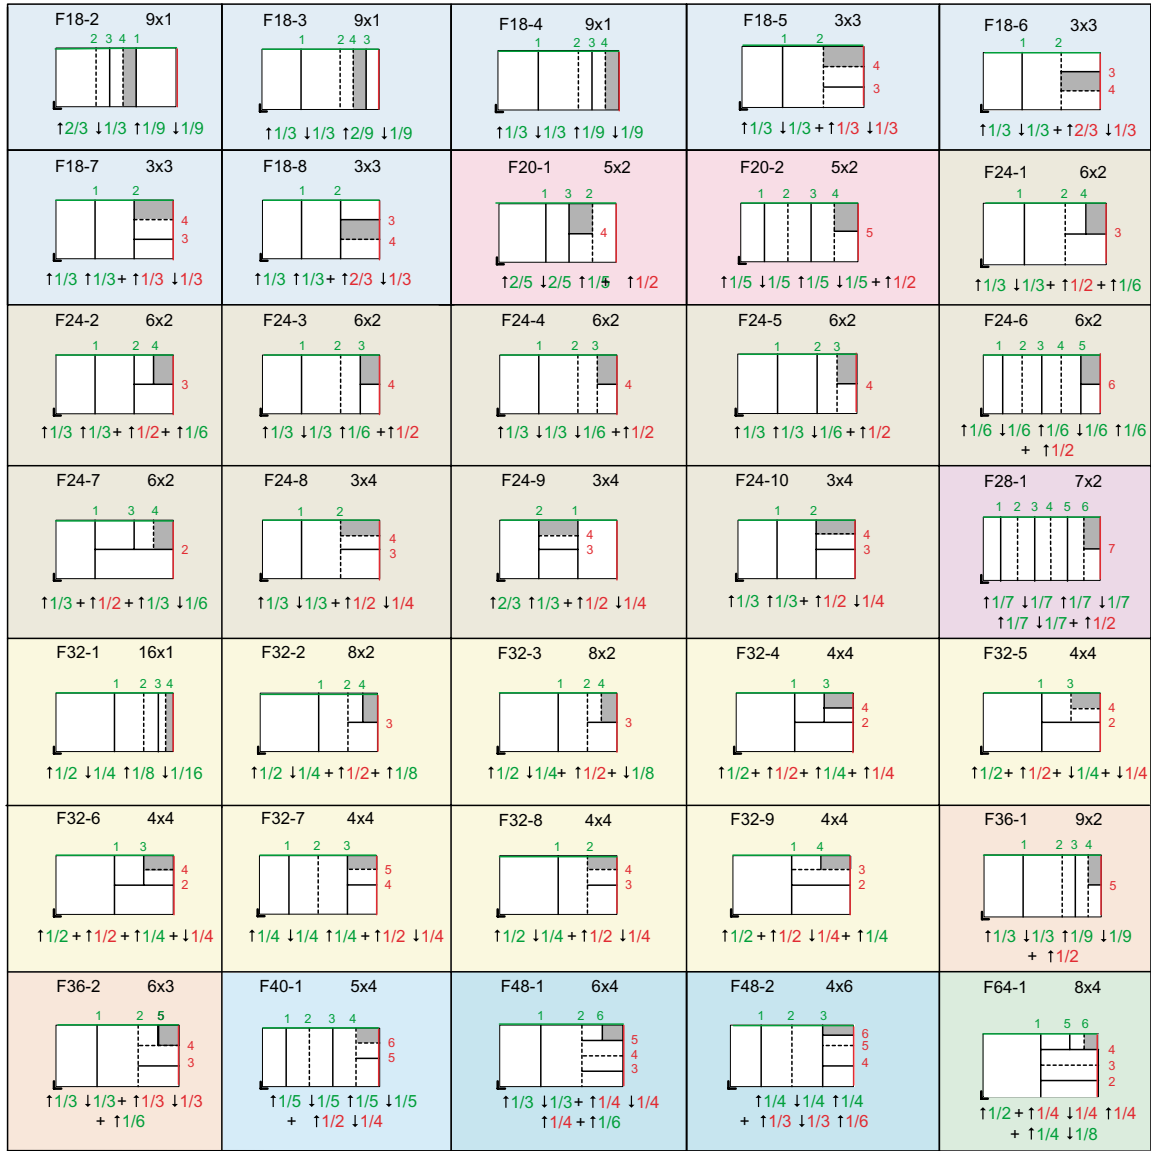 F18-2 9x1
2 3 4 1
↑2/3 ↓1/3 ↑1/9 ↓1/9
F18-3 9x1
1 2 4 3
↑1/3 ↓1/3 ↑2/9 ↓1/9
F18-4 9x1
1 2 3 4
↑1/3 ↓1/3 ↑1/9 ↓1/9
F18-5 3x3
1 2
4
3
↑1/3 ↓1/3 + ↑1/3 ↓1/3
F18-6 3x3
1 2
3
4
↑1/3 ↓1/3 + ↑2/3 ↓1/3
F18-7 3x3
1 2
4
3
↑1/3 ↑1/3 + ↑1/3 ↓1/3
F18-8 3x3
1 2
3
4
↑1/3 ↑1/3 + ↑2/3 ↓1/3
F20-1 5x2
1 3 2
4
↑2/5 ↓2/5 ↑1/5 + ↑1/2
F20-2 5x2
1 2 3 4
5
↑1/5 ↓1/5 ↑1/5 ↓1/5 + ↑1/2
F24-1 6x2
1 2 4
3
↑1/3 ↓1/3 + ↑1/2 + ↑1/6
F24-2 6x2
1 2 4
3
↑1/3 ↑1/3 + ↑1/2 + ↑1/6
F24-3 6x2
1 2 3
4
↑1/3 ↓1/3 ↑1/6 + ↑1/2
F24-4 6x2
1 2 3
4
↑1/3 ↓1/3 ↓1/6 + ↑1/2
F24-5 6x2
1 2 3
4
↑1/3 ↑1/3 ↓1/6 + ↑1/2
F24-6 6x2
1 2 3 4 5
6
↑1/6 ↓1/6 ↑1/6 ↓1/6 ↑1/6
+ ↑1/2
F24-7 6x2
1 3 4
2
↑1/3 + ↑1/2 + ↑1/3 ↓1/6
F24-8 3x4
1 2
4
3
↑1/3 ↓1/3 + ↑1/2 ↓1/4
F24-9 3x4
2 1
4
3
↑2/3 ↑1/3 + ↑1/2 ↓1/4
F24-10 3x4
1 2
4
3
↑1/3 ↑1/3 + ↑1/2 ↓1/4
F28-1 7x2
1 2 3 4 5 6
7
↑1/7 ↓1/7 ↑1/7 ↓1/7
↑1/7 ↓1/7 + ↑1/2
F32-1 16x1
1 2 3 4
↑1/2 ↓1/4 ↑1/8 ↓1/16
F32-2 8x2
1 2 4
3
↑1/2 ↓1/4 + ↑1/2 + ↑1/8
F32-3 8x2
1 2 4
3
↑1/2 ↓1/4 + ↑1/2 + ↓1/8
F32-4 4x4
1 3
4
2
↑1/2 + ↑1/2 + ↑1/4 + ↑1/4
F32-5 4x4
1 3
4
2
↑1/2 + ↑1/2 + ↓1/4 + ↓1/4
F32-6 4x4
1 3
4
2
↑1/2 + ↑1/2 + ↑1/4 + ↓1/4
F32-7 4x4
1 2 3
5
4
↑1/4 ↓1/4 ↑1/4 + ↑1/2 ↓1/4
F32-8 4x4
1 2
4
3
↑1/2 ↓1/4 + ↑1/2 ↓1/4
F32-9 4x4
1 4
3
2
↑1/2 + ↑1/2 ↓1/4 + ↑1/4
F36-1 9x2
1 2 3 4
5
↑1/3 ↓1/3 ↑1/9 ↓1/9
+ ↑1/2
F36-2 6x3
1 2 5
4
3
↑1/3 ↓1/3 + ↑1/3 ↓1/3
+ ↑1/6
F40-1 5x4
1 2 3 4
6
5
↑1/5 ↓1/5 ↑1/5 ↓1/5
+ ↑1/2 ↓1/4
F48-1 6x4
1 2 6
5
4
3
↑1/3 ↓1/3 + ↑1/4 ↓1/4
↑1/4 + ↑1/6
F48-2 4x6
1 2 3
6
5
4
↑1/4 ↓1/4 ↑1/4
+ ↑1/3 ↓1/3 ↑1/6
F64-1 8x4
1 5 6
4
3
2
↑1/2 + ↑1/4 ↓1/4 ↑1/4
+ ↑1/4 ↓1/8